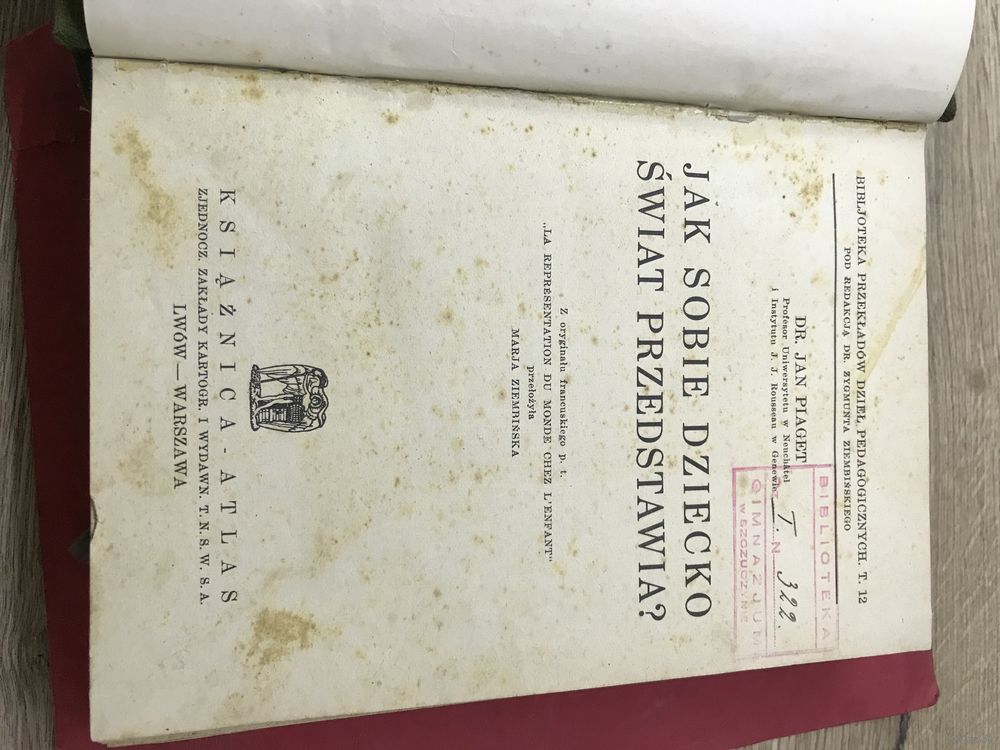 BIBLJOTEKA PRZEKŁADÓW DZIEŁ PEDAGOGICZNYCH. T. 12
POD REDAKCJĄ DR. ZYGMUNTA ZIEMBIŃSKIEGO
DR. JAN PIAGET
Profesor Uniwersytetu w Neuchâtel
i Instytutu J. J. Rousseau w Genewie
BIBLIOTEKA
N T. 322.
GIMNAZJUM
W SZCZUCZYNIE
JAK SOBIE DZIECKO
ŚWIAT PRZEDSTAWIA?
Z oryginału francuskiego p. t.
„LA REPRÉSENTATION DU MONDE CHEZ L'ENFANT"
przełożyła
MARJA ZIEMBIŃSKA
KSIĄŻNICA-ATLAS
ZJEDNOCZ. ZAKŁADY KARTOGR. I WYDAWN. T. N. S. W. S. A.
LWÓW — WARSZAWA